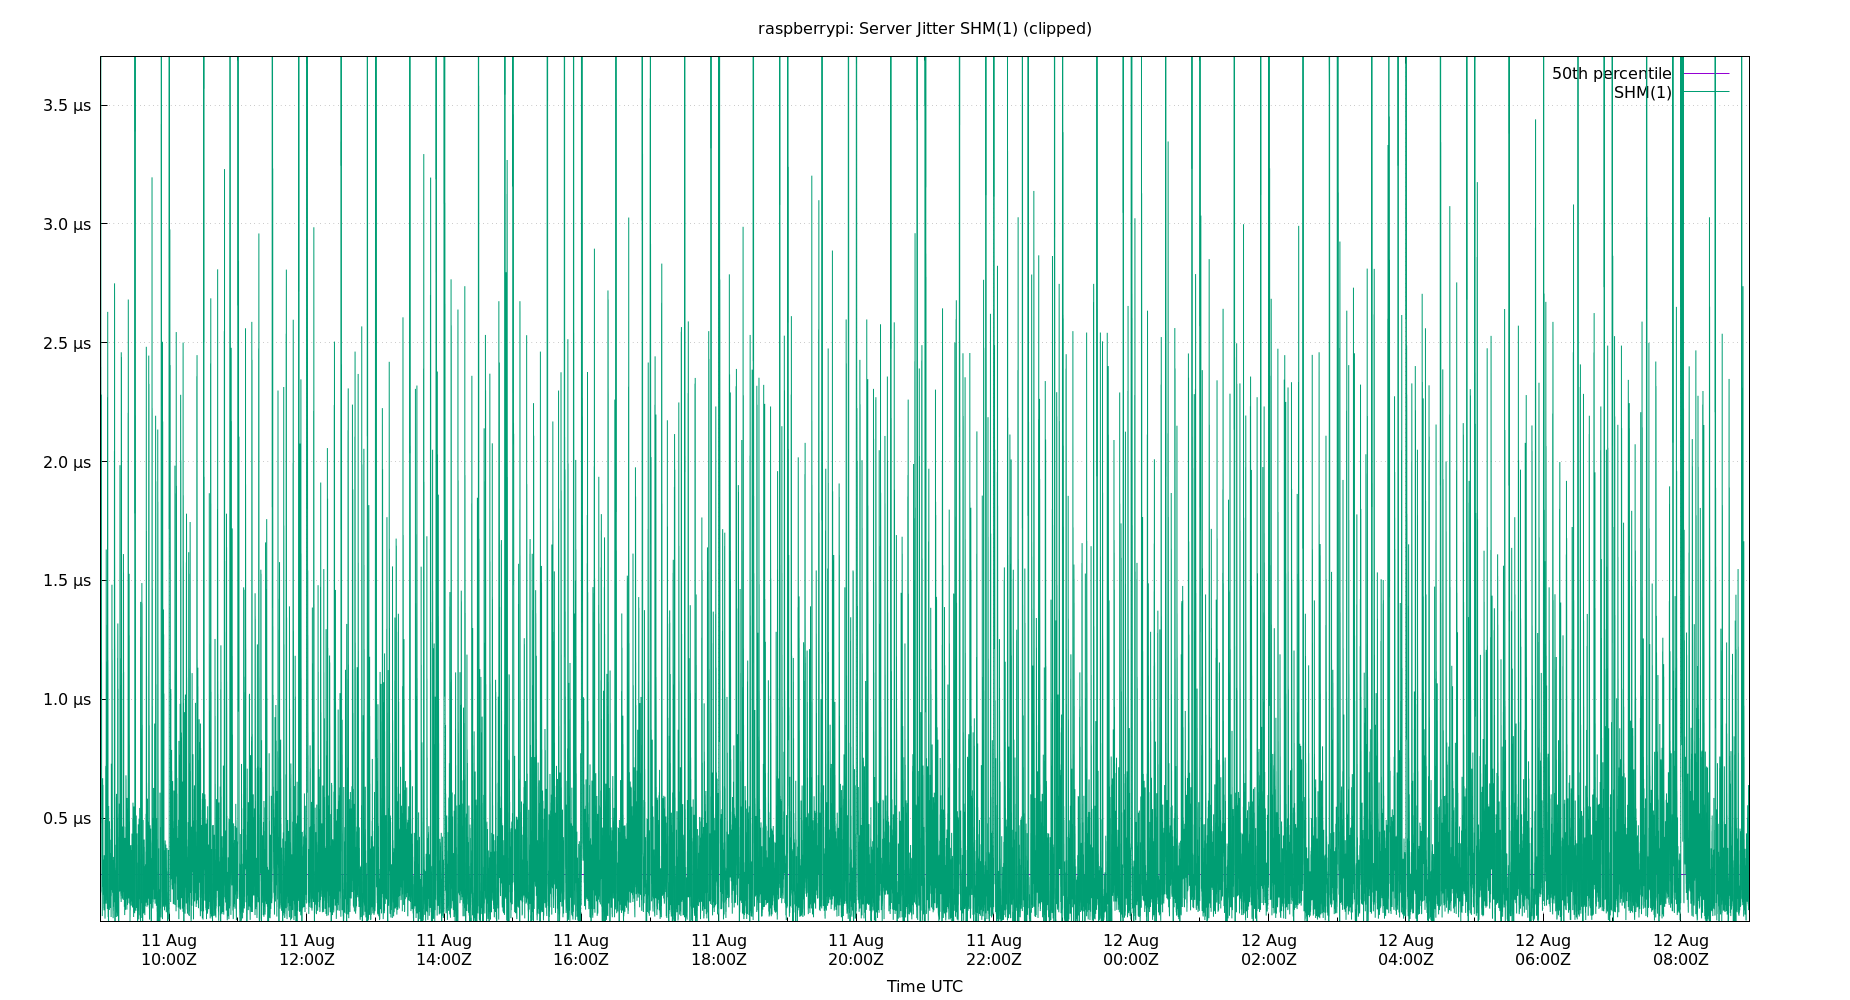 raspberrypi: Server Jitter SHM(1) (clipped)
50th percentile
SHM(1)
3.5 µs
3.0 µs
2.5 µs
2.0 µs
1.5 µs
1.0 µs
0.5 µs
11 Aug 11 Aug 11 Aug 11 Aug 11 Aug 11 Aug 11 Aug 12 Aug 12 Aug 12 Aug 12 Aug 12 Aug
10:00Z 12:00Z 14:00Z 16:00Z 18:00Z 20:00Z 22:00Z 00:00Z 02:00Z 04:00Z 06:00Z 08:00Z
Time UTC